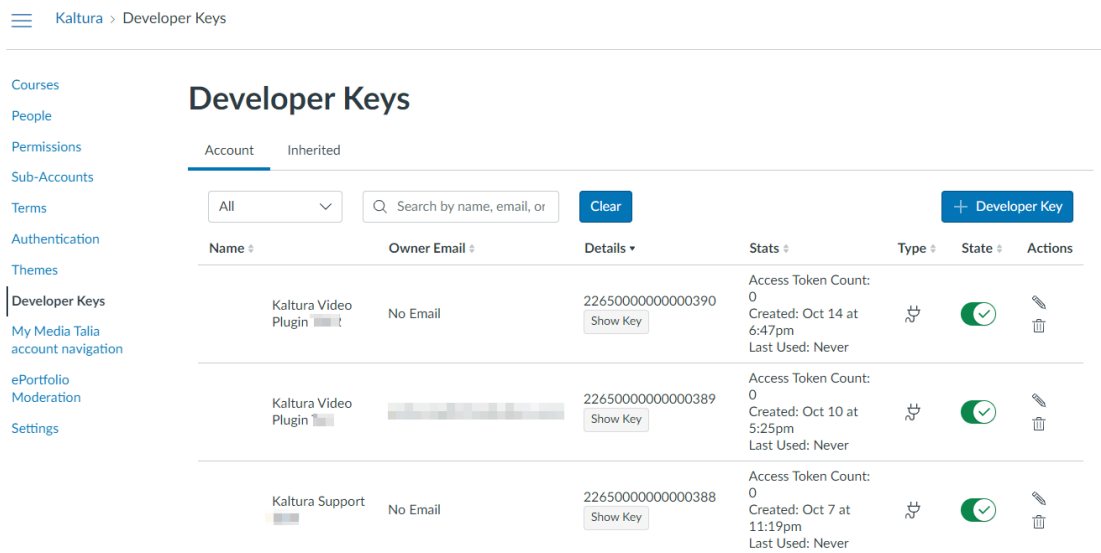 Kaltura > Developer Keys
Courses
People
Permissions
Sub-Accounts
Terms
Authentication
Themes
Developer Keys
My Media Talia
account navigation
ePortfolio
Moderation
Settings
Developer Keys
Account Inherited
All Search by name, email, or Clear + Developer Key
Name Owner Email Details Stats Type State Actions
Kaltura Video
Plugin
No Email
22650000000000390
Show Key
Access Token Count:
0
Created: Oct 14 at
6:47pm
Last Used: Never
Kaltura Video
Plugin
22650000000000389
Show Key
Access Token Count:
0
Created: Oct 10 at
5:25pm
Last Used: Never
Kaltura Support
No Email
22650000000000388
Show Key
Access Token Count:
0
Created: Oct 7 at
11:19pm
Last Used: Never